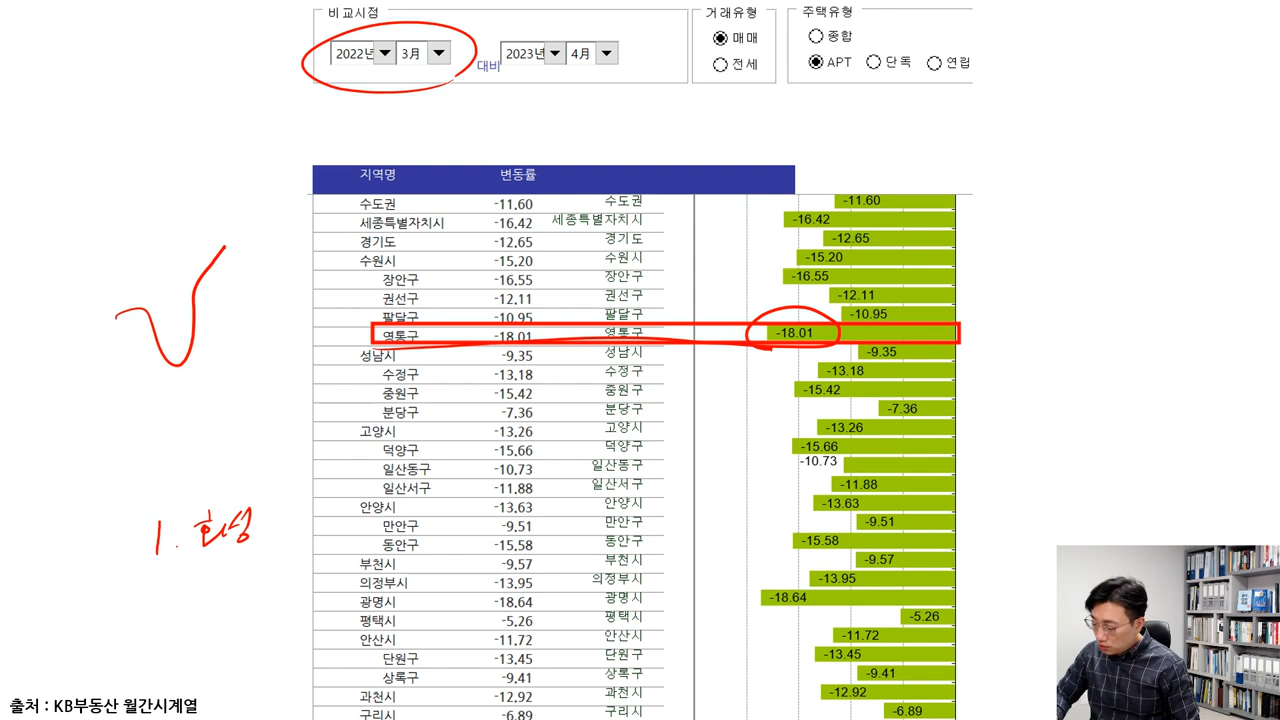 비교시점
거래유형
주택유형
2022년 3월 대비 2023년 4월
매매
전세
종합
APT 단독 연립
지역명 변동률
수도권 -11.60 수도권 -11.60
세종특별자치시 -16.42 세종특별자치시 -16.42
경기도 -12.65 경기도 -12.65
수원시 -15.20 수원시 -15.20
장안구 -16.55 장안구 -16.55
권선구 -12.11 권선구 -12.11
팔달구 -10.95 팔달구 -10.95
영통구 -18.01 영통구 -18.01
성남시 -9.35 성남시 -9.35
수정구 -13.18 수정구 -13.18
중원구 -15.42 중원구 -15.42
분당구 -7.36 분당구 -7.36
고양시 -13.26 고양시 -13.26
덕양구 -15.66 덕양구 -15.66
일산동구 -10.73 일산동구 -10.73
일산서구 -11.88 일산서구 -11.88
안양시 -13.63 안양시 -13.63
만안구 -9.51 만안구 -9.51
동안구 -15.58 동안구 -15.58
부천시 -9.57 부천시 -9.57
의정부시 -13.95 의정부시 -13.95
광명시 -18.64 광명시 -18.64
평택시 -5.26 평택시 -5.26
안산시 -11.72 안산시 -11.72
단원구 -13.45 단원구 -13.45
상록구 -9.41 상록구 -9.41
과천시 -12.92 과천시 -12.92
구리시 -6.89 구리시 -6.89
1. 화성
출처 : KB부동산 월간시계열